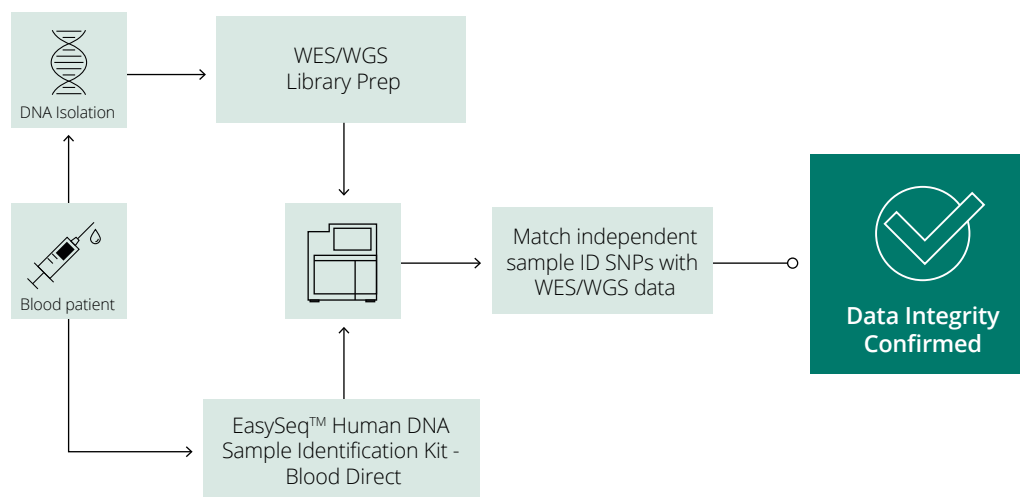 DNA Isolation
WES/WGS
Library Prep
Blood patient
Match independent
sample ID SNPs with
WES/WGS data
Data Integrity
Confirmed
EasySeq™ Human DNA
Sample Identification Kit -
Blood Direct